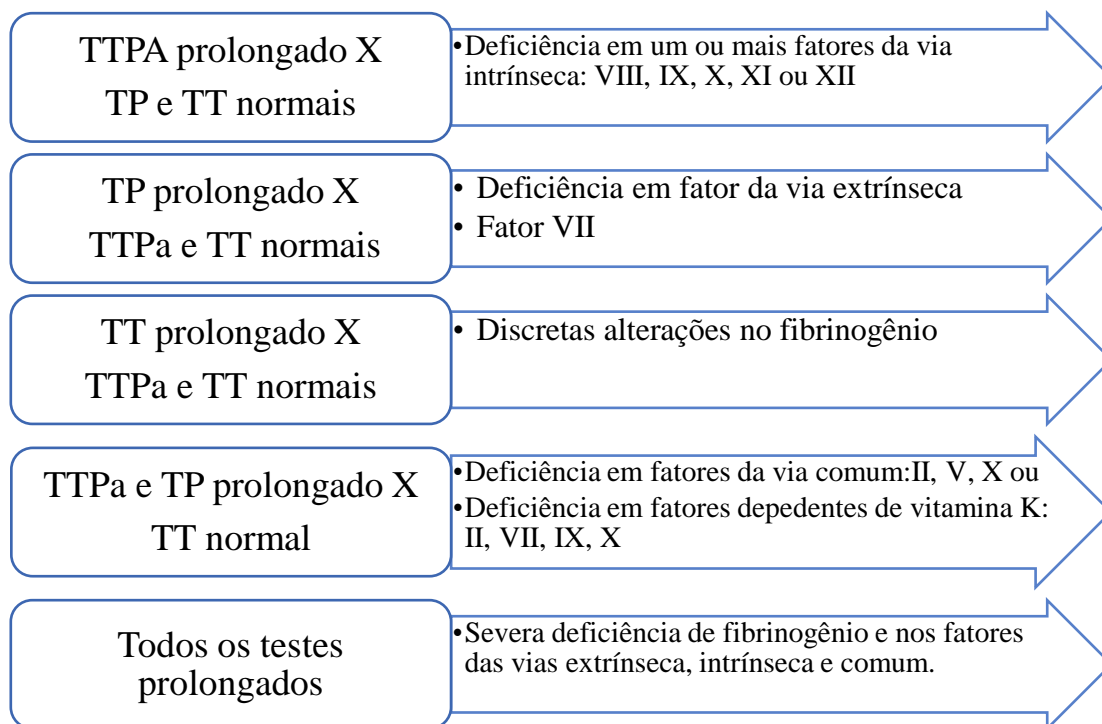 TTPA prolongado X
TP e TT normais
•Deficiência em um ou mais fatores da via
intrínseca: VIII, IX, X, XI ou XII
TP prolongado X
TTPa e TT normais
• Deficiência em fator da via extrínseca
• Fator VII
TT prolongado X
TTPa e TT normais
• Discretas alterações no fibrinogênio
TTPa e TP prolongado X
TT normal
•Deficiência em fatores da via comum:II, V, X ou
•Deficiência em fatores depedentes de vitamina K:
II, VII, IX, X
Todos os testes
prolongados
•Severa deficiência de fibrinogênio e nos fatores
das vias extrínseca, intrínseca e comum.